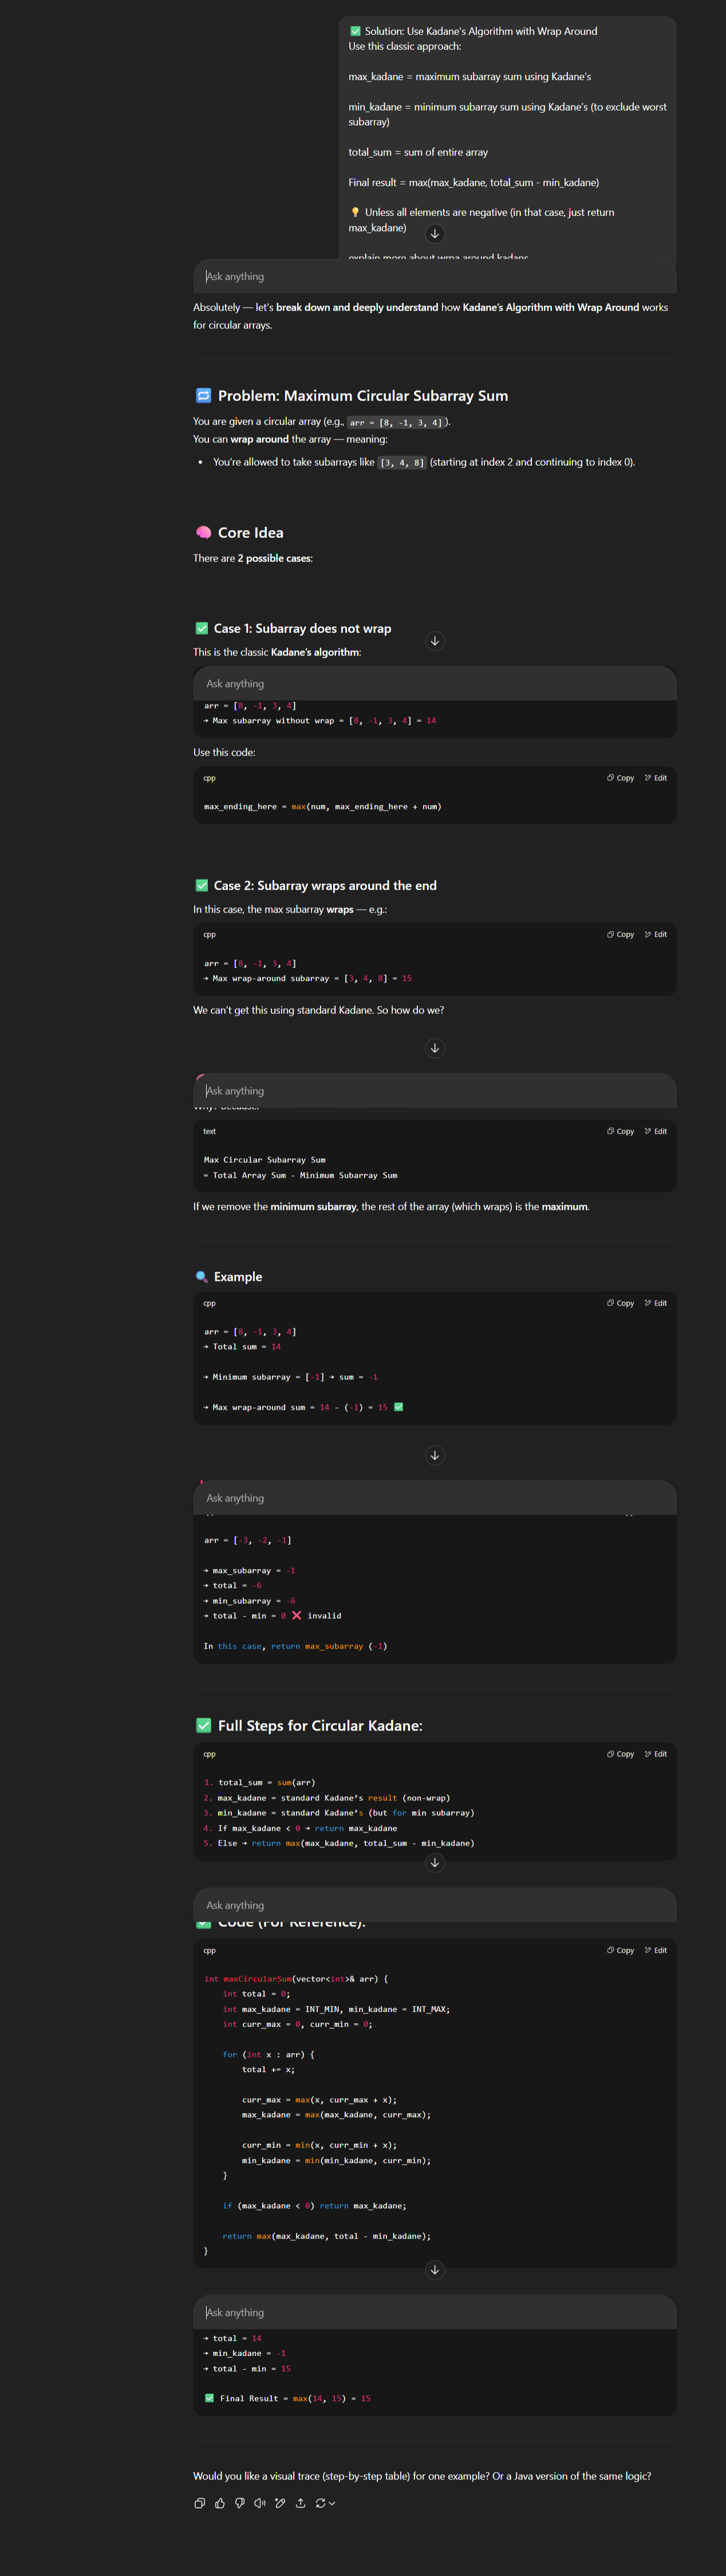 ✅ Solution: Use Kadane's Algorithm with Wrap Around
Use this classic approach:
max_kadane = maximum subarray sum using Kadane's
min_kadane = minimum subarray sum using Kadane's (to exclude worst
subarray)
total_sum = sum of entire array
Final result = max(max_kadane, total_sum - min_kadane)
💡 Unless all elements are negative (in that case, just return
max_kadane)
explain more about wrpa around kadans
Ask anything
Absolutely — let's break down and deeply understand how Kadane's Algorithm with Wrap Around works
for circular arrays.
🔁 Problem: Maximum Circular Subarray Sum
You are given a circular array (e.g., arr = [8, -1, 3, 4]).
You can wrap around the array — meaning:
• You're allowed to take subarrays like [3, 4, 8] (starting at index 2 and continuing to index 0).
🧠 Core Idea
There are 2 possible cases:
✅ Case 1: Subarray does not wrap
This is the classic Kadane's algorithm:
Ask anything
arr = [8, -1, 3, 4]
→ Max subarray without wrap = [8, -1, 3, 4] = 14
Use this code:
cpp Copy Edit
max_ending_here = max(num, max_ending_here + num)
✅ Case 2: Subarray wraps around the end
In this case, the max subarray wraps — e.g.:
cpp Copy Edit
arr = [8, -1, 3, 4]
→ Max wrap-around subarray = [3, 4, 8] = 15
We can't get this using standard Kadane. So how do we?
Ask anything
Why? Because:
text Copy Edit
Max Circular Subarray Sum
= Total Array Sum - Minimum Subarray Sum
If we remove the minimum subarray, the rest of the array (which wraps) is the maximum.
🔍 Example
cpp Copy Edit
arr = [8, -1, 3, 4]
→ Total sum = 14
→ Minimum subarray = [-1] → sum = -1
→ Max wrap-around sum = 14 - (-1) = 15 ✅
Ask anything
arr = [-3, -2, -1]
→ max_subarray = -1
→ total = -6
→ min_subarray = -6
→ total - min = 0 ❌ invalid
In this case, return max_subarray (-1)
✅ Full Steps for Circular Kadane:
cpp Copy Edit
1. total_sum = sum(arr)
2. max_kadane = standard Kadane's result (non-wrap)
3. min_kadane = standard Kadane's (but for min subarray)
4. If max_kadane < 0 → return max_kadane
5. Else → return max(max_kadane, total_sum - min_kadane)
Ask anything
✅ Code (For Reference):
cpp Copy Edit
int maxCircularSum(vector<int>& arr) {
    int total = 0;
    int max_kadane = INT_MIN, min_kadane = INT_MAX;
    int curr_max = 0, curr_min = 0;
    for (int x : arr) {
        total += x;
        curr_max = max(x, curr_max + x);
        max_kadane = max(max_kadane, curr_max);
        curr_min = min(x, curr_min + x);
        min_kadane = min(min_kadane, curr_min);
    }
    if (max_kadane < 0) return max_kadane;
    return max(max_kadane, total - min_kadane);
}
Ask anything
→ total = 14
→ min_kadane = -1
→ total - min = 15
✅ Final Result = max(14, 15) = 15
Would you like a visual trace (step-by-step table) for one example? Or a Java version of the same logic?